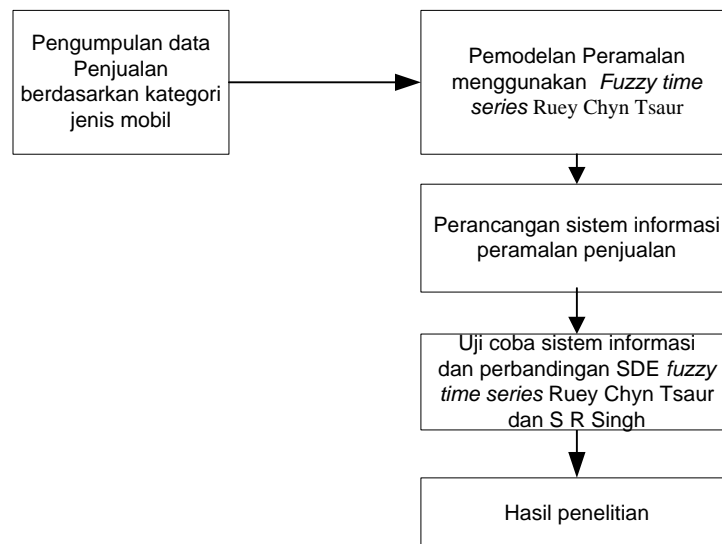 Pengumpulan data
Penjualan
berdasarkan kategori
jenis mobil
Pemodelan Peramalan
menggunakan Fuzzy time
series Ruey Chyn Tsaur
Perancangan sistem informasi
peramalan penjualan
Uji coba sistem informasi
dan perbandingan SDE fuzzy
time series Ruey Chyn Tsaur
dan S R Singh
Hasil penelitian